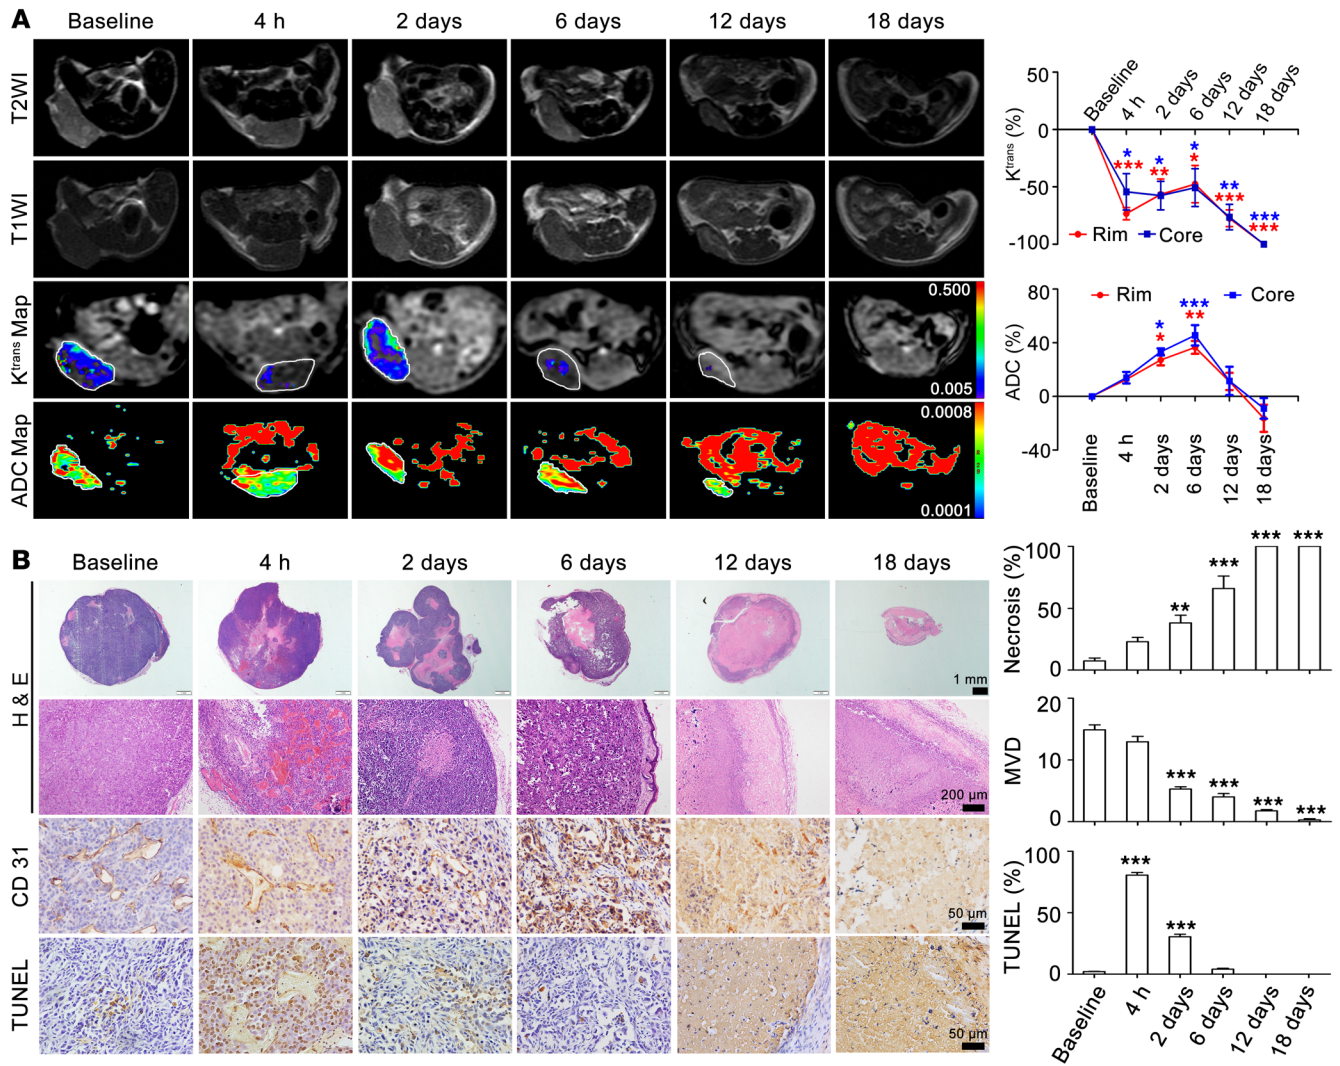 A
Baseline 4 h 2 days 6 days 12 days 18 days
T2WI
T1WI
Ktrans Map
0.500
0.005
ADC Map
0.0008
0.0001
Ktrans (%)
50
0
-50
-100
Baseline
4 h
2 days
6 days
12 days
18 days
* * * ** ***
*** ** * *** ***
Rim Core
ADC (%)
80
40
0
-40
Rim Core
* ***
* **
Baseline
4 h
2 days
6 days
12 days
18 days
B
Baseline 4 h 2 days 6 days 12 days 18 days
H & E
1 mm
200 µm
CD 31
50 µm
TUNEL
50 µm
Necrosis (%)
100
50
0
** *** *** ***
MVD
20
10
0
*** *** *** ***
TUNEL (%)
100
50
0
*** ***
Baseline
4 h
2 days
6 days
12 days
18 days